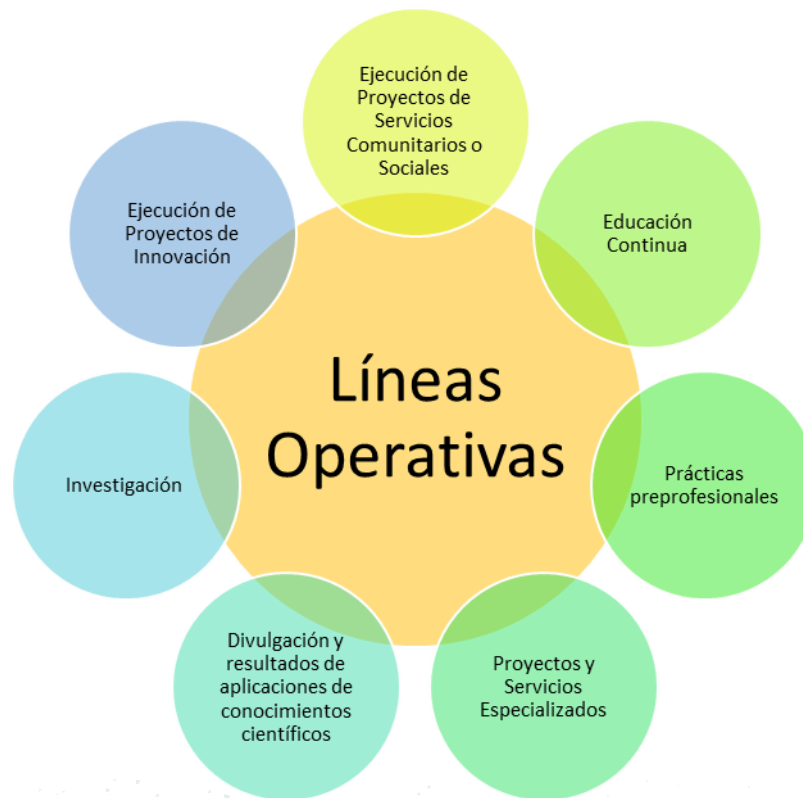 Ejecución de
Proyectos de
Servicios
Comunitarios o
Sociales
Educación
Continua
Prácticas
preprofesionales
Proyectos y
Servicios
Especializados
Divulgación y
resultados de
aplicaciones de
conocimientos
científicos
Investigación
Ejecución de
Proyectos de
Innovación
Líneas
Operativas